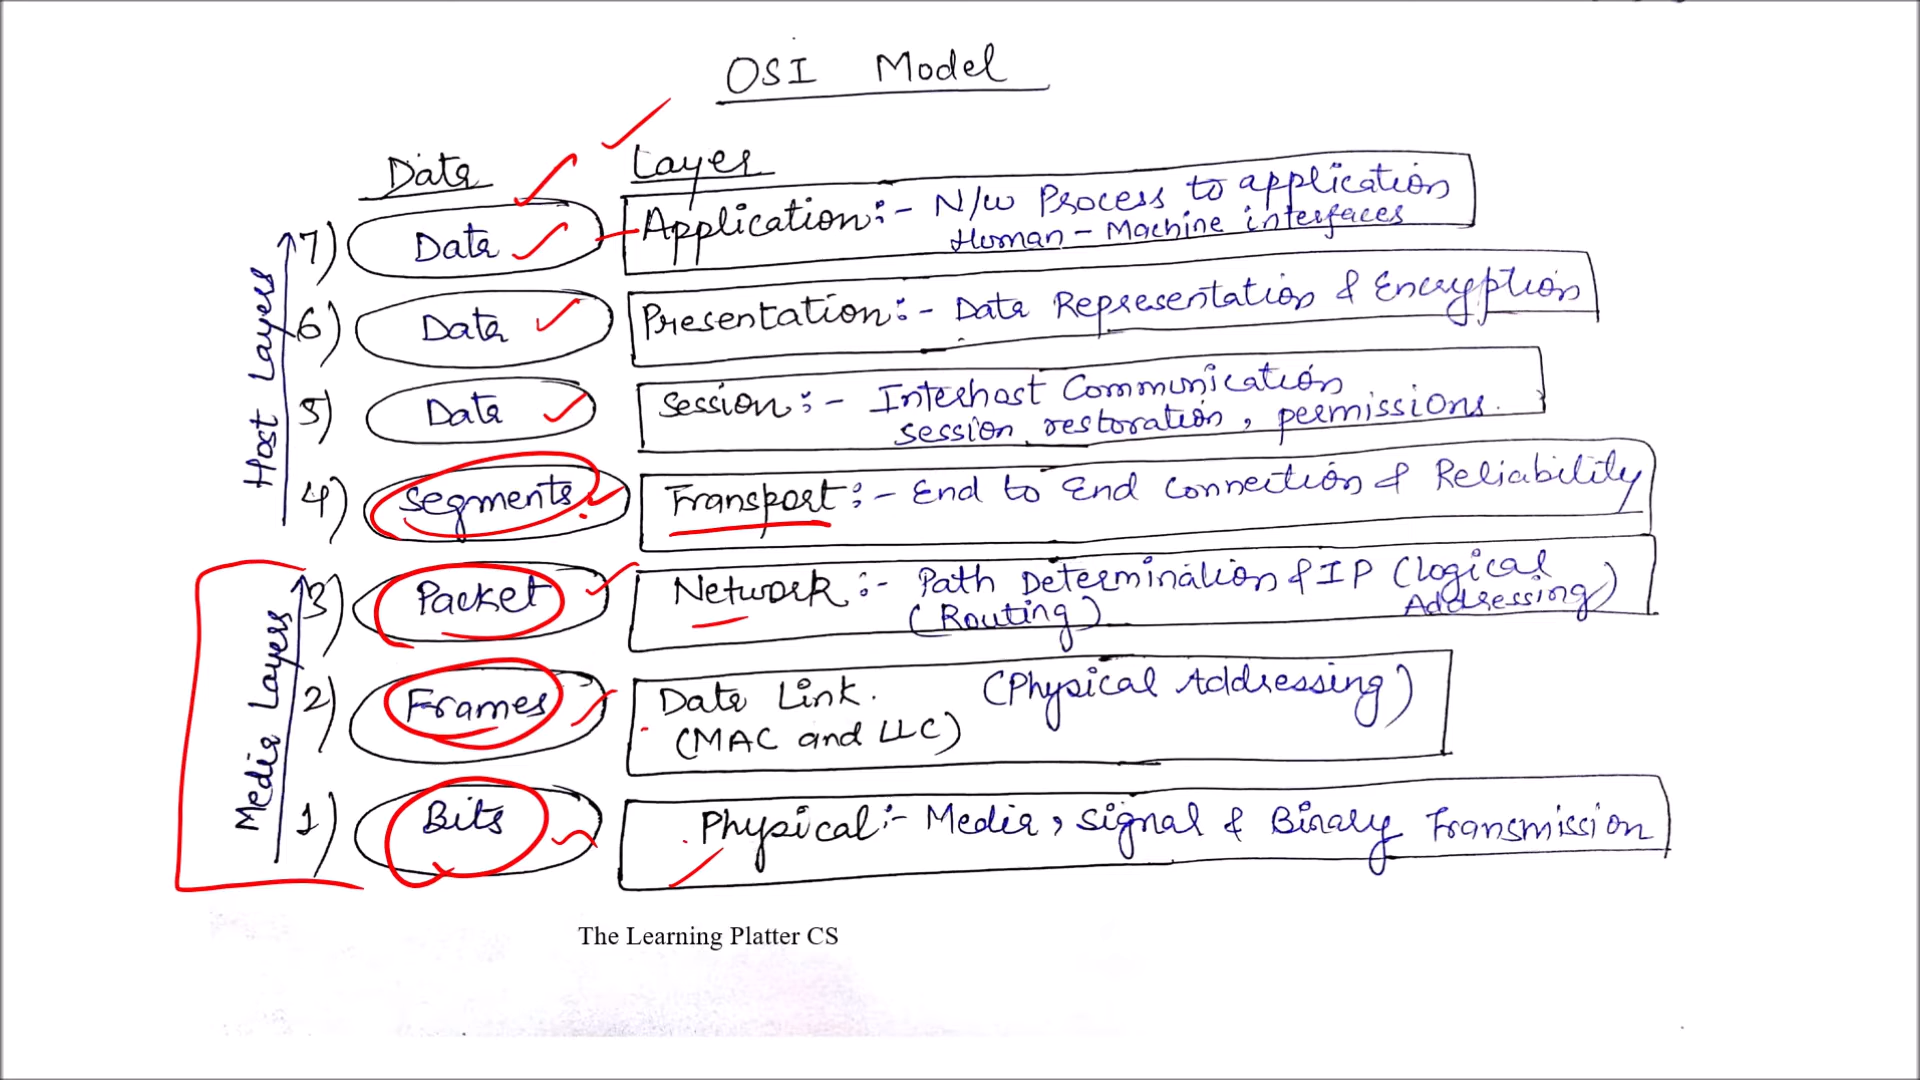 OSI Model
Data Layer
7) Data Application:- N/w Process to application
Human-Machine interfaces
6) Data Presentation:- Data Representation & Encryption
5) Data Session:- Interhost Communication
session restoration, permissions.
4) Segments Transport:- End to End connection & Reliability
3) Packet Network:- Path Determination & IP (Logical
(Routing) Addressing)
2) Frames Data Link. (Physical Addressing)
(MAC and LLC)
1) Bits Physical:- Media, Signal & Binary Transmission
Host Layers
Media Layers
The Learning Platter CS